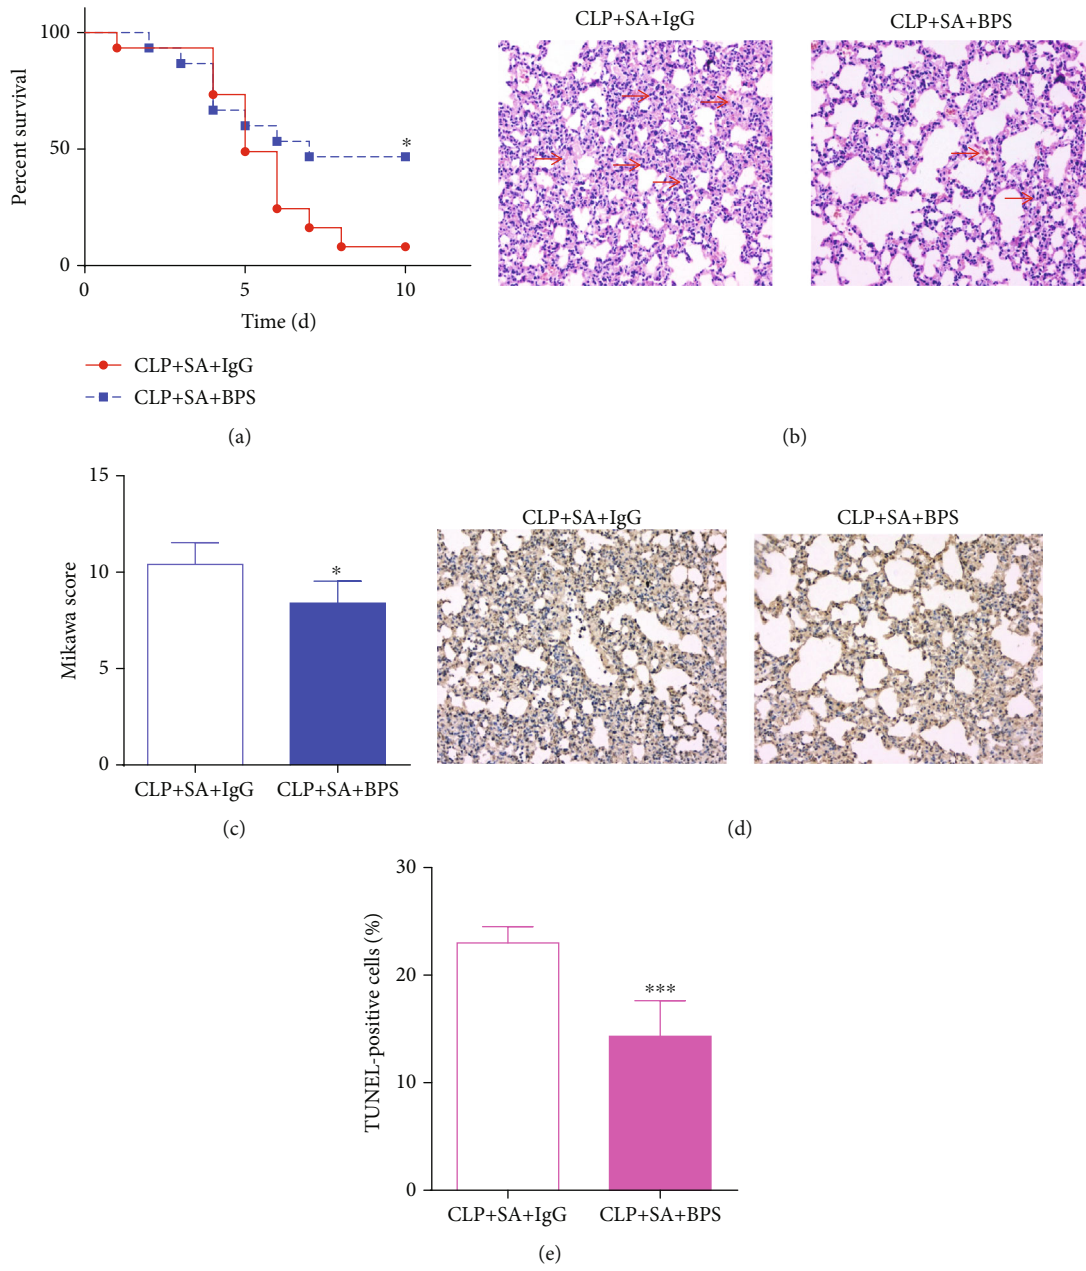 100
50
0
Percent survival
0
5
10
Time (d)
*
CLP+SA+IgG
CLP+SA+BPS
(a)
CLP+SA+IgG
CLP+SA+BPS
(b)
15
10
5
0
Mikawa score
*
CLP+SA+IgG
CLP+SA+BPS
(c)
CLP+SA+IgG
CLP+SA+BPS
(d)
30
20
10
0
TUNEL-positive cells (%)
***
CLP+SA+IgG
CLP+SA+BPS
(e)